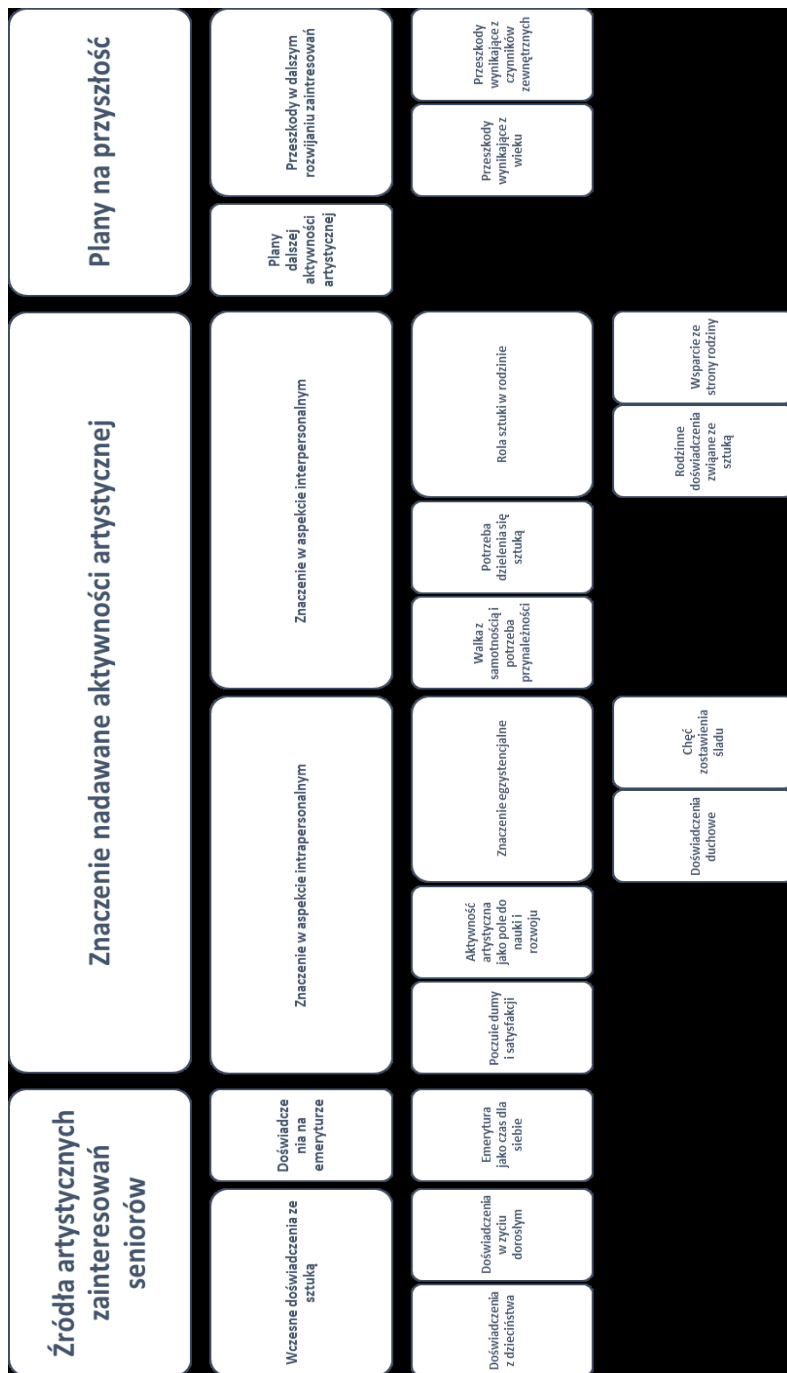 Źródła artystycznych
zainteresowań
seniorów
Znaczenie nadawane aktywności artystycznej
Plany na przyszłość
Wczesne doświadczenia ze
sztuką
Doświadcze
nia na
emeryturze
Znaczenie w aspekcie intrapersonalnym
Znaczenie w aspekcie interpersonalnym
Plany
dalszej
aktywności
artystycznej
Przeszkody w dalszym
rozwijaniu zaintresowań
Doświadczenia
z dzieciństwa
Doświadczenia
w zyciu
dorosłym
Emerytura
jako czas dla
siebie
Poczuie dumy
i satysfakcji
Aktywność
artystyczna
jako pole do
nauki i
rozwoju
Znaczenie egzystencjalne
Walka z
samotnością i
potrzeba
przynależności
Potrzeba
dzielenia się
sztuką
Rola sztuki w rodzinie
Przeszkody
wynikające z
wieku
Przeszkody
wynikające z
czynników
zewnętrznych
Doświadczenia
duchowe
Chęć
zostawienia
śladu
Rodzinne
doświadczenia
zwiąane ze
sztuką
Wsparcie ze
strony rodziny